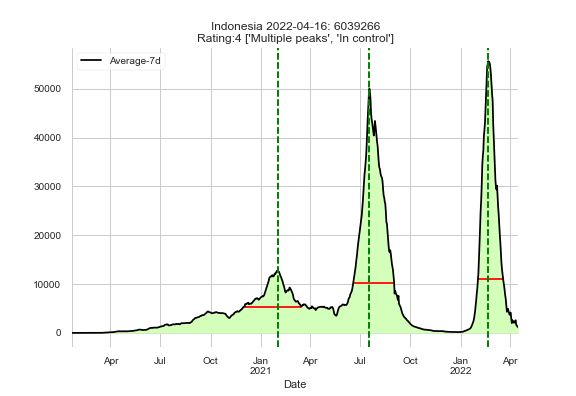 Indonesia 2022-04-16: 6039266
Rating:4 ['Multiple peaks', 'In control']
Average-7d
50000
40000
30000
20000
10000
0
Apr Jul Oct Jan Apr Jul Oct Jan Apr
2021 2022
Date